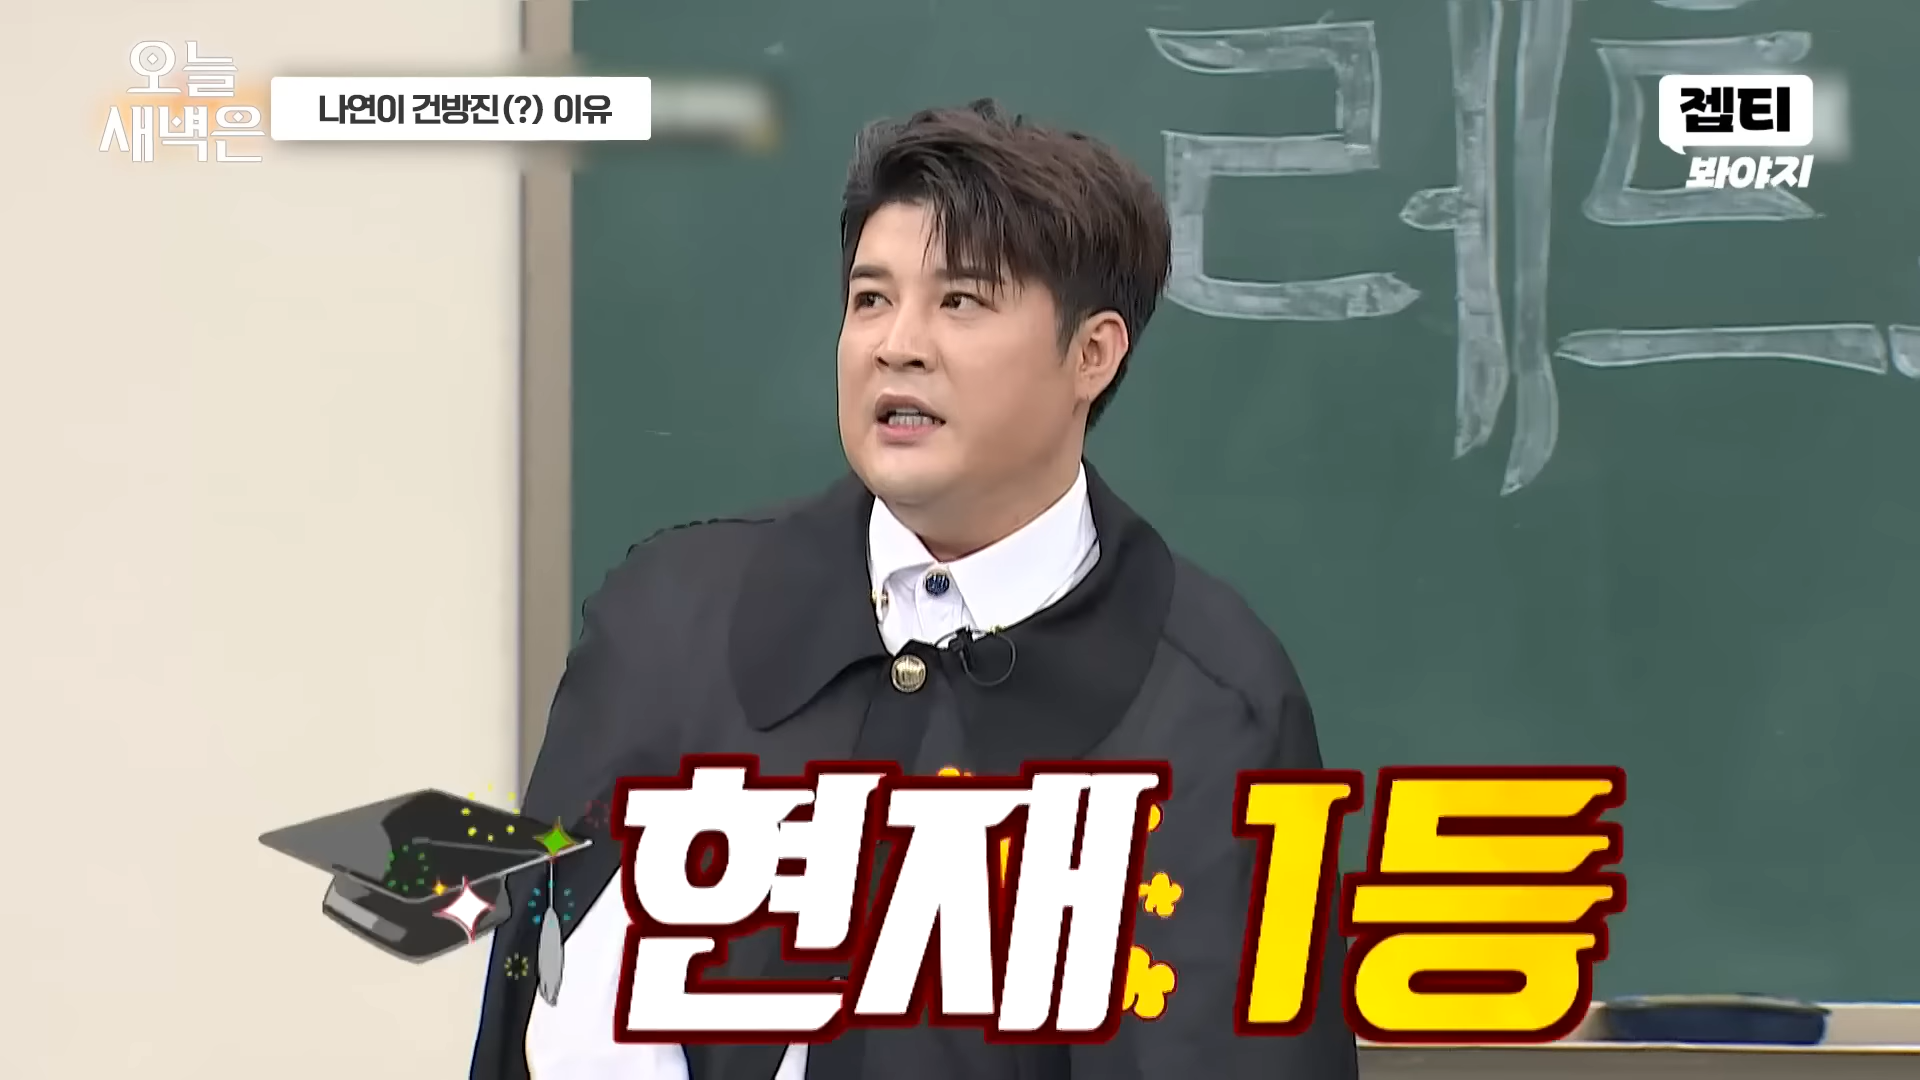 오늘
새벽은
나연이 건방진(?) 이유
젭티
봐야지
현재 1등